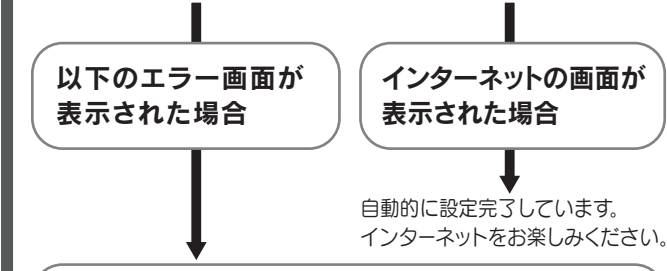 以下のエラー画面が
表示された場合
インターネットの画面が
表示された場合
自動的に設定完了しています。
インターネットをお楽しみください。